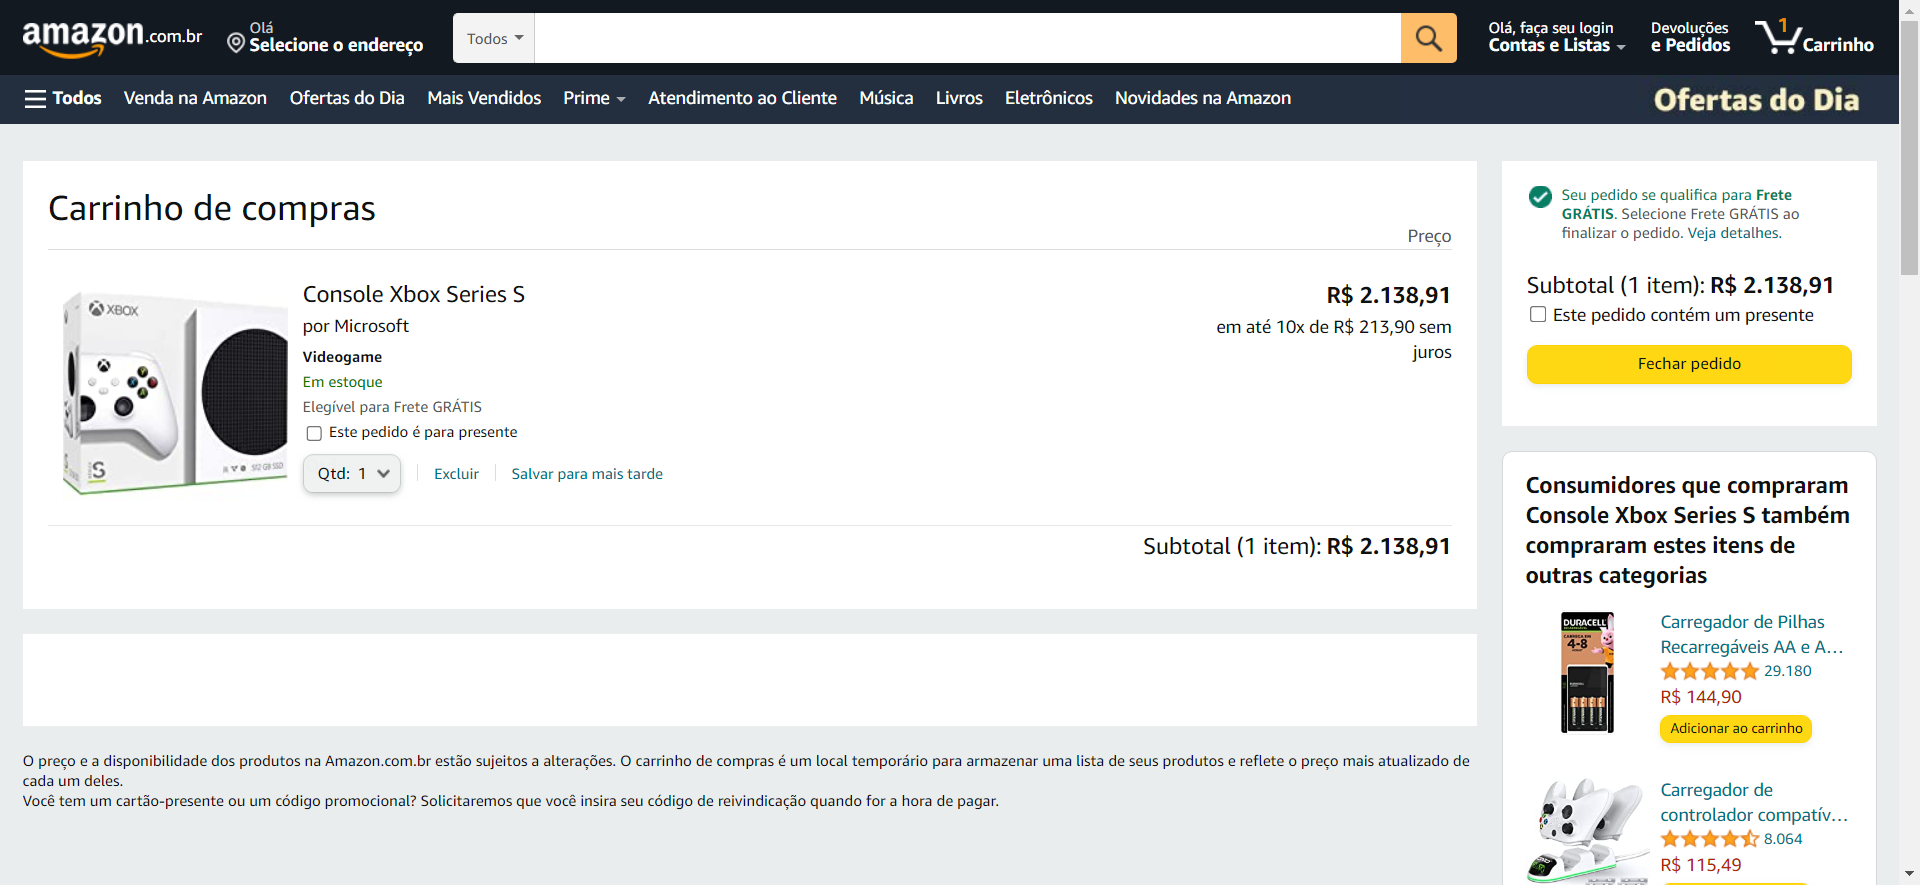 amazon.com.br
Olá
Selecione o endereço
Todos
Olá, faça seu login
Contas e Listas
Devoluções
e Pedidos
1
Carrinho
Todos
Venda na Amazon
Ofertas do Dia
Mais Vendidos
Prime
Atendimento ao Cliente
Música
Livros
Eletrônicos
Novidades na Amazon
Ofertas do Dia
Carrinho de compras
Preço
XBOX
S
512 GB SSD
Console Xbox Series S
por Microsoft
Videogame
Em estoque
Elegível para Frete GRÁTIS
Este pedido é para presente
Qtd: 1
Excluir
Salvar para mais tarde
R$ 2.138,91
em até 10x de R$ 213,90 sem
juros
Subtotal (1 item): R$ 2.138,91
O preço e a disponibilidade dos produtos na Amazon.com.br estão sujeitos a alterações. O carrinho de compras é um local temporário para armazenar uma lista de seus produtos e reflete o preço mais atualizado de
cada um deles.
Você tem um cartão-presente ou um código promocional? Solicitaremos que você insira seu código de reivindicação quando for a hora de pagar.
Seu pedido se qualifica para Frete
GRÁTIS. Selecione Frete GRÁTIS ao
finalizar o pedido. Veja detalhes.
Subtotal (1 item): R$ 2.138,91
Este pedido contém um presente
Fechar pedido
Consumidores que compraram
Console Xbox Series S também
compraram estes itens de
outras categorias
DURACELL
4-8
Carregador de Pilhas
Recarregáveis AA e A…
29.180
R$ 144,90
Adicionar ao carrinho
Carregador de
controlador compatív…
8.064
R$ 115,49